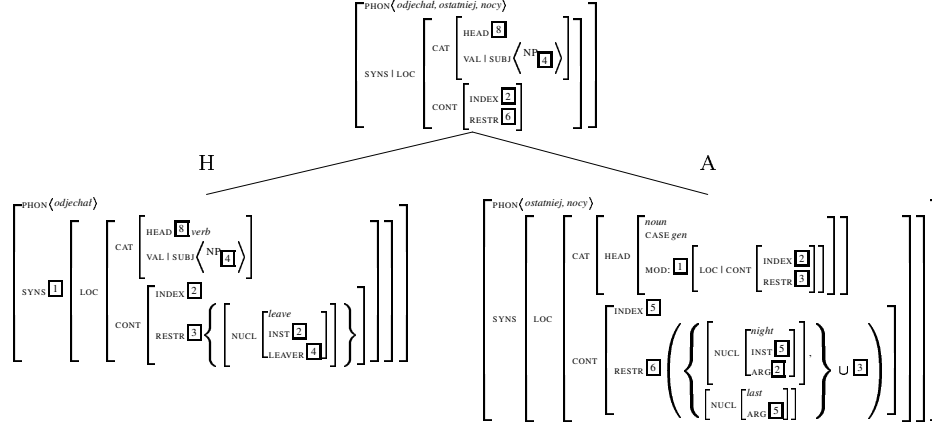 PHON ⟨odjechał, ostatniej, nocy⟩
HEAD 8
CAT
VAL | SUBJ ⟨NP 4⟩
SYNS | LOC
INDEX 2
CONT
RESTR 6
H
A
PHON ⟨odjechał⟩
HEAD 8 verb
CAT
VAL | SUBJ ⟨NP 4⟩
SYNS 1 LOC
INDEX 2
CONT
leave
RESTR 3 { NUCL INST 2 }
LEAVER 4
PHON ⟨ostatniej, nocy⟩
noun
CASE gen
CAT HEAD
MOD: 1 LOC | CONT INDEX 2
RESTR 3
SYNS LOC
INDEX 5
CONT
night
NUCL INST 5 ,
ARG 2
RESTR 6 ∪ 3
last
NUCL
ARG 5